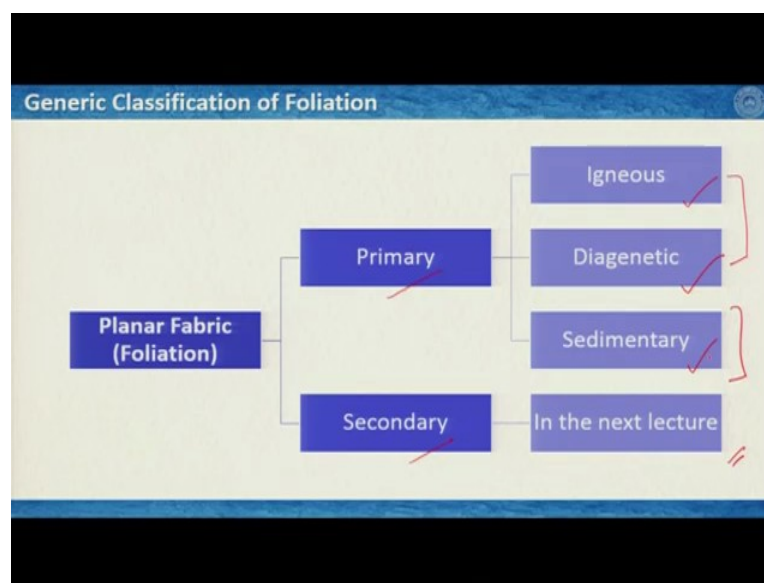 Generic Classification of Foliation
Igneous
Primary
Diagenetic
Planar Fabric
(Foliation)
Sedimentary
Secondary
In the next lecture